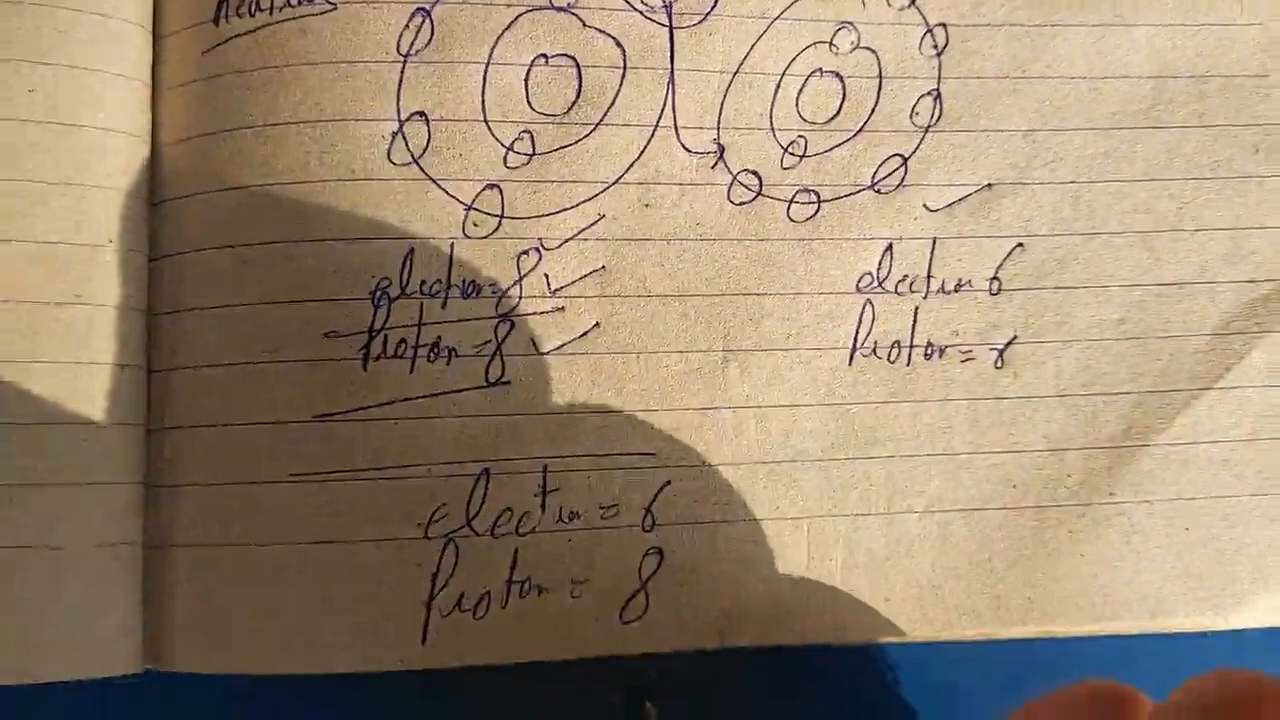 electron=8
electron 6
Proton =8
Proton = 8
electron = 6
Proton = 8